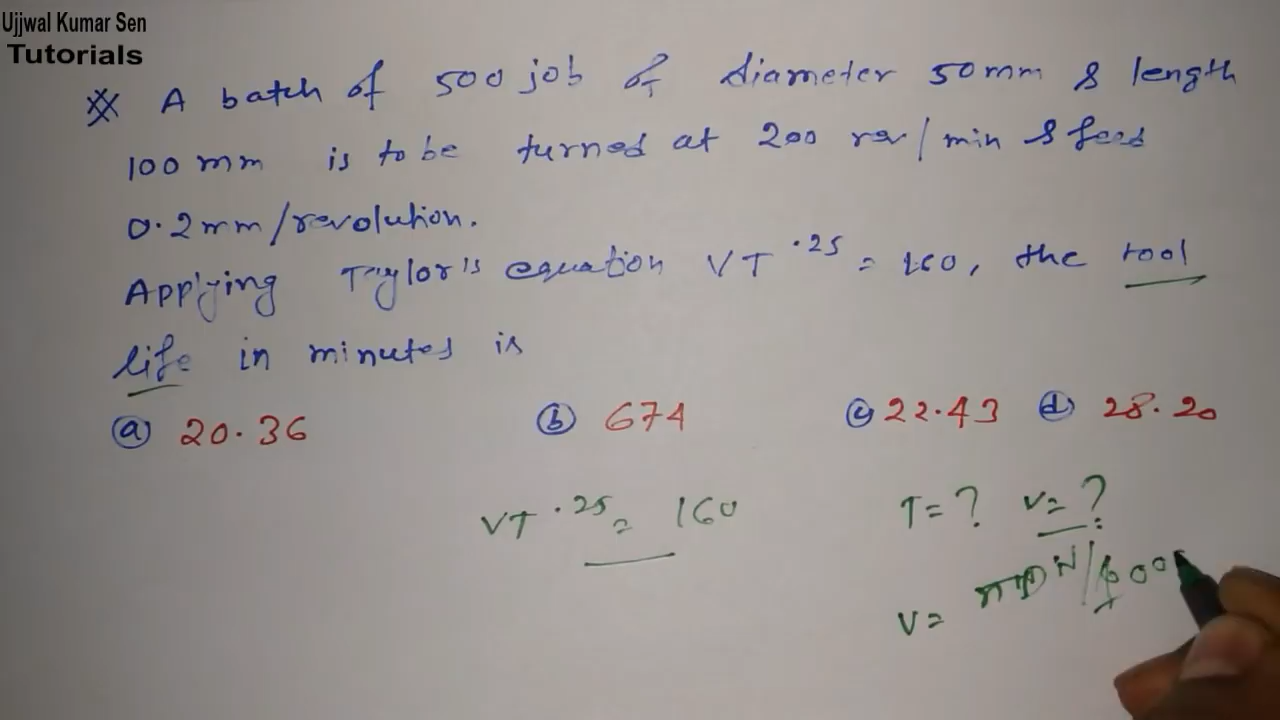 Ujjwal Kumar Sen
Tutorials
A batch of 500 job of diameter 50mm & length
100 mm is to be turned at 200 rev/min & feed
0.2mm/revolution.
Applying Taylor's equation VT^.25 = 160, the tool
life in minutes is
(a) 20.36 (b) 674 (c) 22.43 (d) 28.20
VT^.25 = 160 T = ? V = ?
V = πDN/